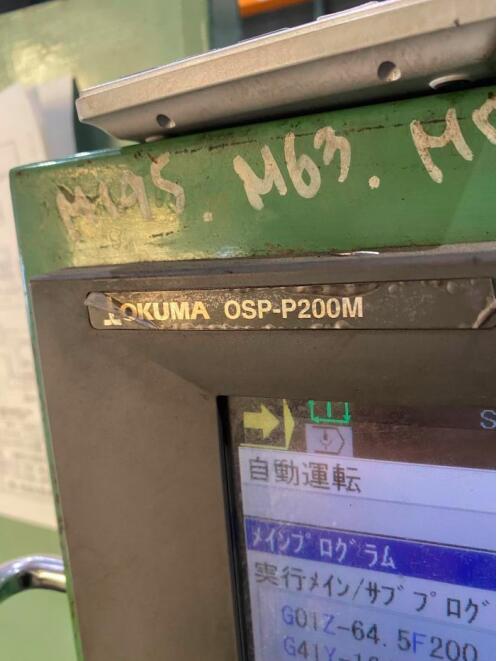 M195. M63. M
OKUMA OSP-P200M
S
自動運転
メインプログラム
実行メイン/サブプログ
G01Z-64.5F200